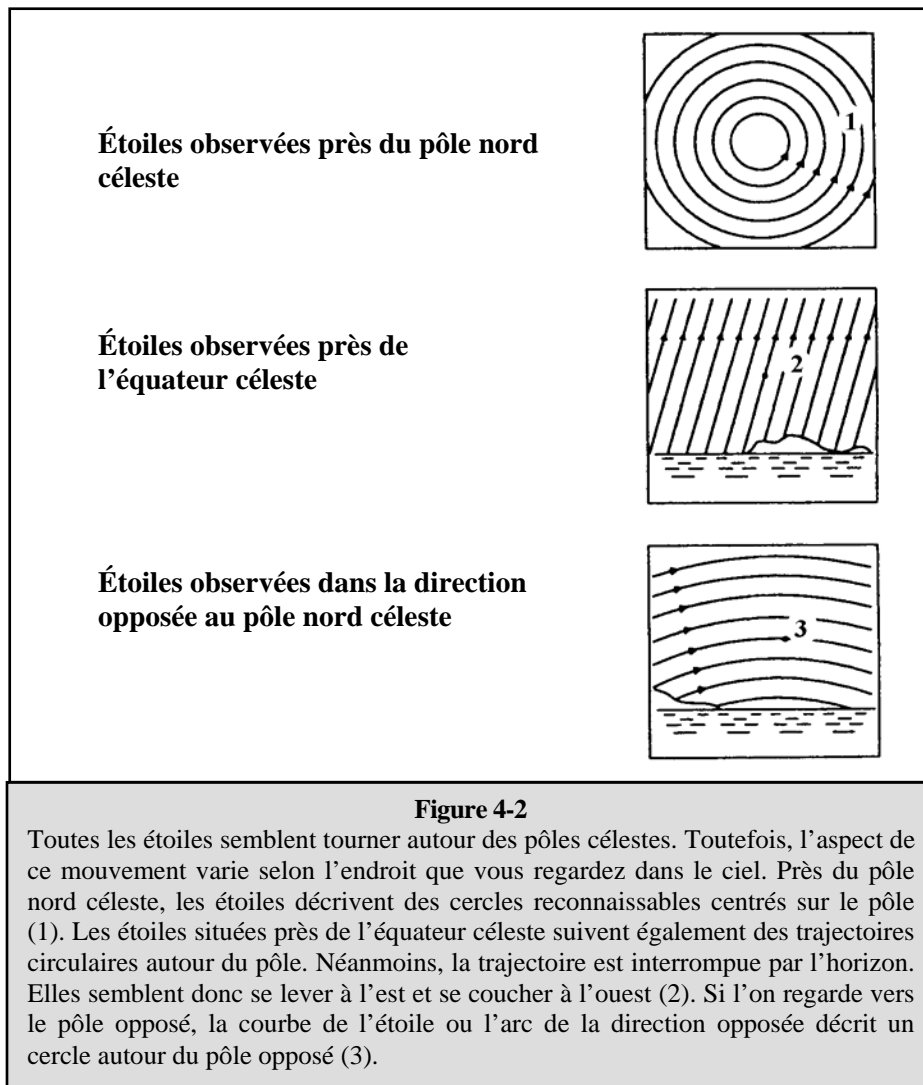 Étoiles observées près du pôle nord
céleste
1
Étoiles observées près de
l'équateur céleste
2
Étoiles observées dans la direction
opposée au pôle nord céleste
3
Figure 4-2
Toutes les étoiles semblent tourner autour des pôles célestes. Toutefois, l'aspect de
ce mouvement varie selon l'endroit que vous regardez dans le ciel. Près du pôle
nord céleste, les étoiles décrivent des cercles reconnaissables centrés sur le pôle
(1). Les étoiles situées près de l'équateur céleste suivent également des trajectoires
circulaires autour du pôle. Néanmoins, la trajectoire est interrompue par l'horizon.
Elles semblent donc se lever à l'est et se coucher à l'ouest (2). Si l'on regarde vers
le pôle opposé, la courbe de l'étoile ou l'arc de la direction opposée décrit un
cercle autour du pôle opposé (3).